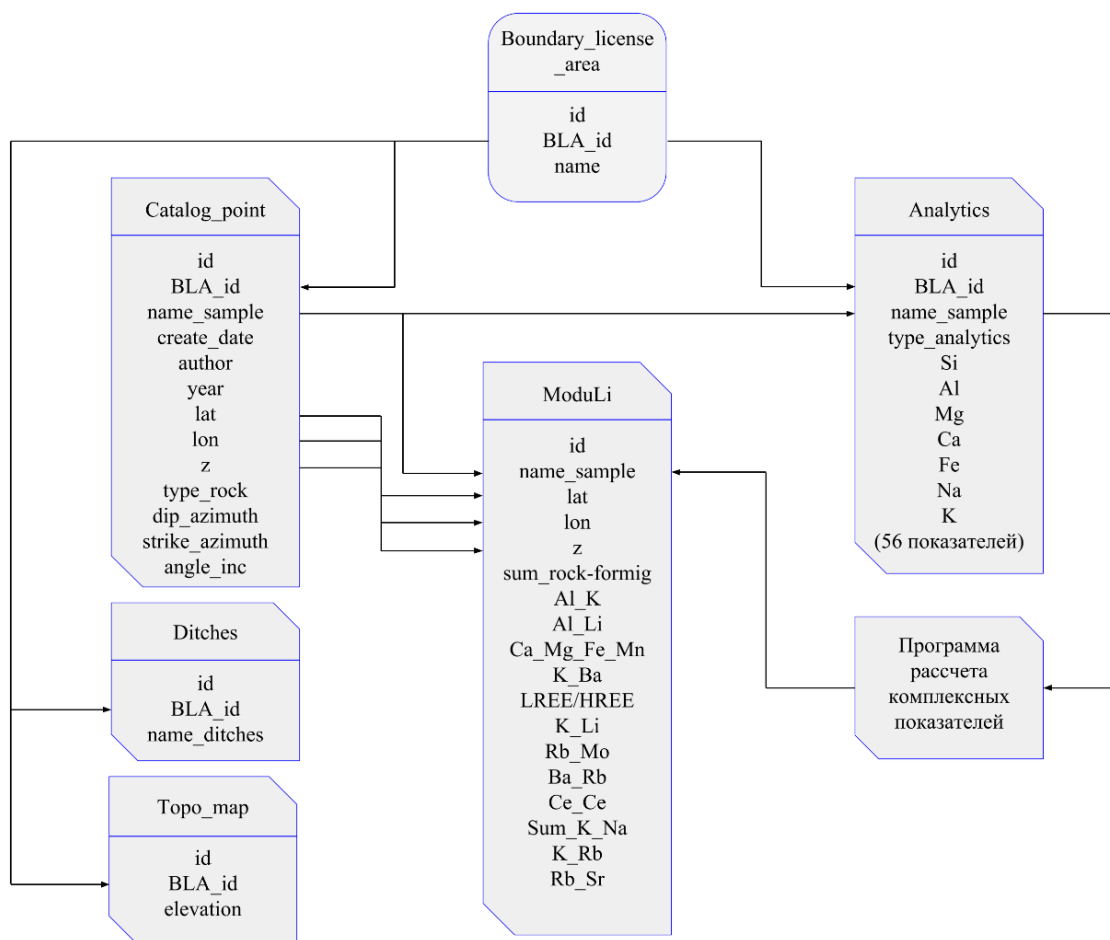 Boundary_license
_area
id
BLA_id
name
Catalog_point
id
BLA_id
name_sample
create_date
author
year
lat
lon
z
type_rock
dip_azimuth
strike_azimuth
angle_inc
Analytics
id
BLA_id
name_sample
type_analytics
Si
Al
Mg
Ca
Fe
Na
K
(56 показателей)
ModuLi
id
name_sample
lat
lon
z
sum_rock-formig
Al_K
Al_Li
Ca_Mg_Fe_Mn
K_Ba
LREE/HREE
K_Li
Rb_Mo
Ba_Rb
Ce_Ce
Sum_K_Na
K_Rb
Rb_Sr
Ditches
id
BLA_id
name_ditches
Программа
рассчета
комплексных
показателей
Topo_map
id
BLA_id
elevation